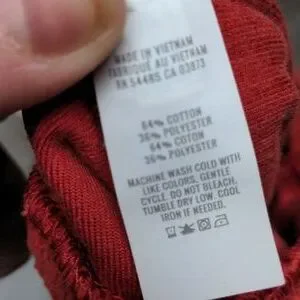 MADE IN VIETNAM
FABRIQUÉ AU VIETNAM
RN 54485 CA 03873
64% COTTON
36% POLYESTER
64% COTON
36% POLYESTER
MACHINE WASH COLD WITH
LIKE COLORS, GENTLE
CYCLE. DO NOT BLEACH.
TUMBLE DRY LOW. COOL
IRON IF NEEDED.